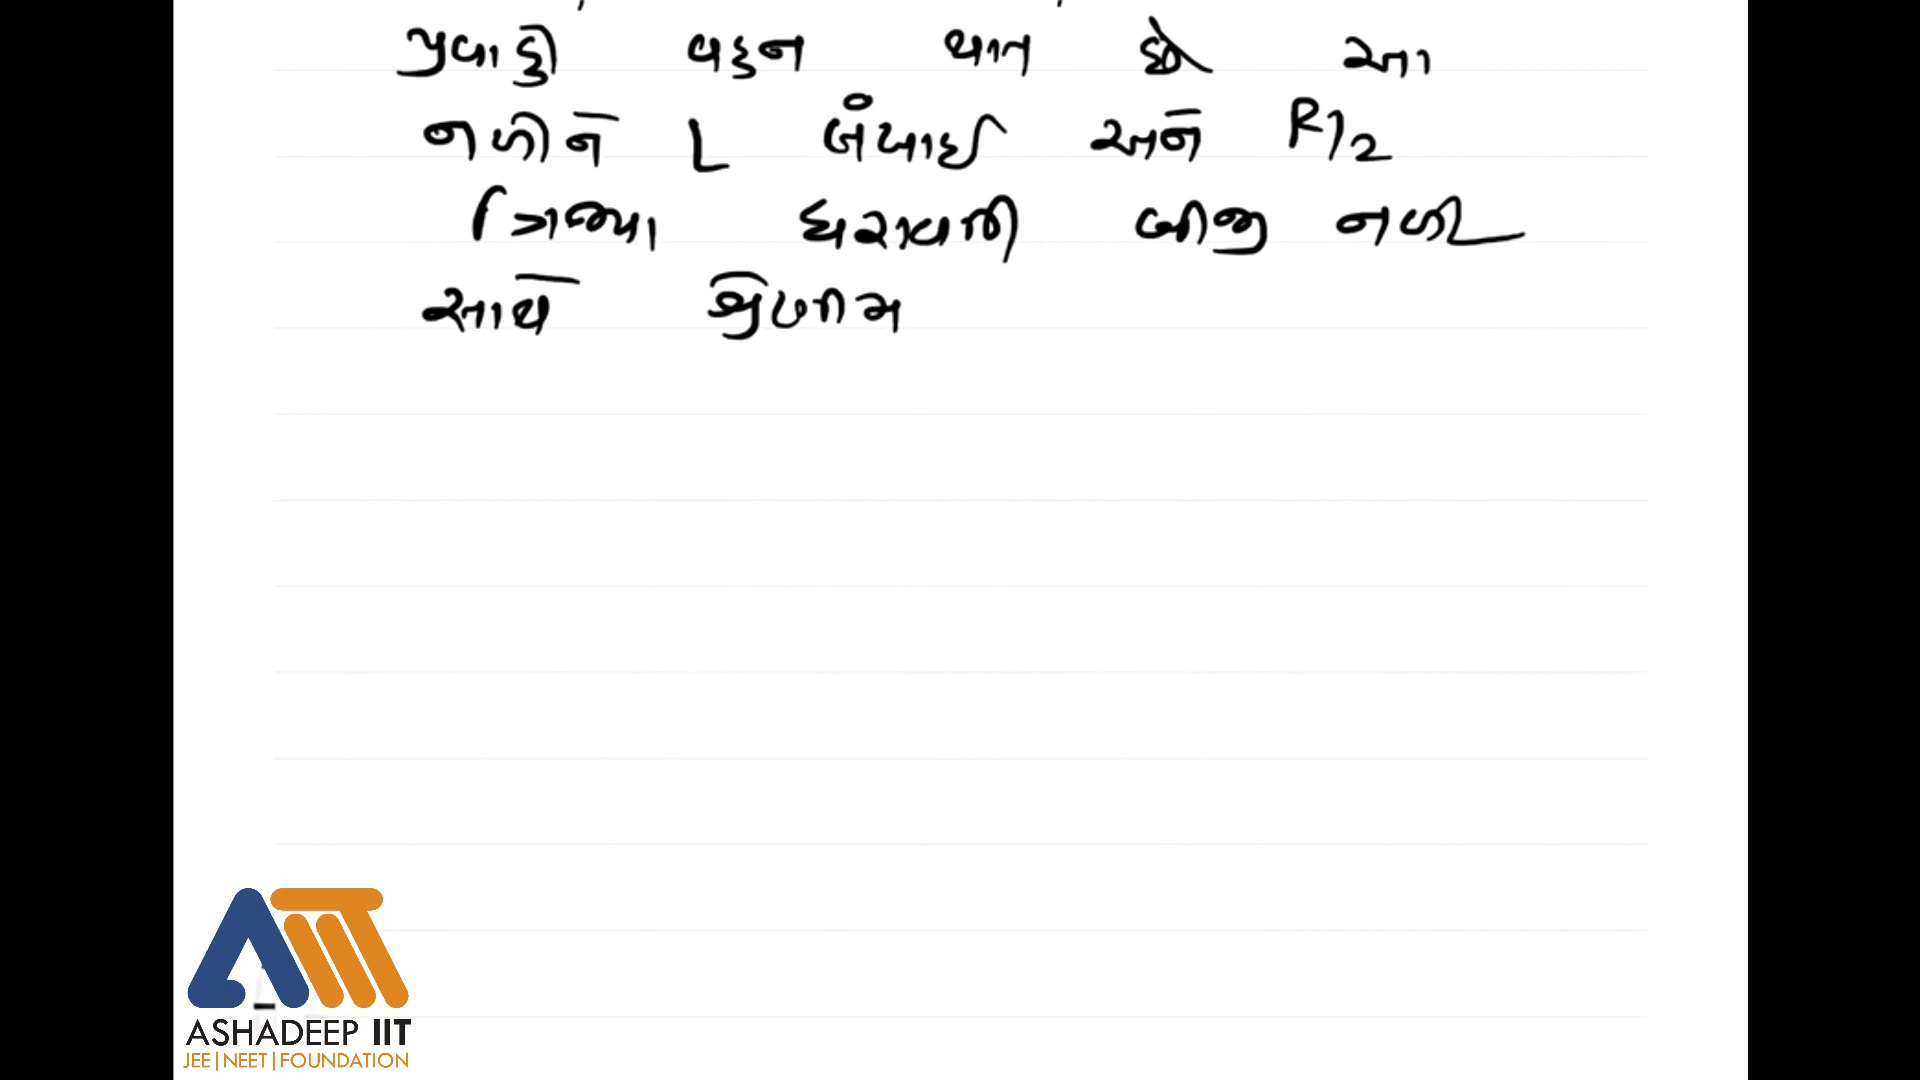 પ્રવાહી વહન થાત છે આ
નળીને L લંબાઈ અને R/2
ત્રિજ્યા ધરાવતી બીજી નળી
સાથે શ્રેણીમાં
ASHADEEP IIT
JEE|NEET|FOUNDATION